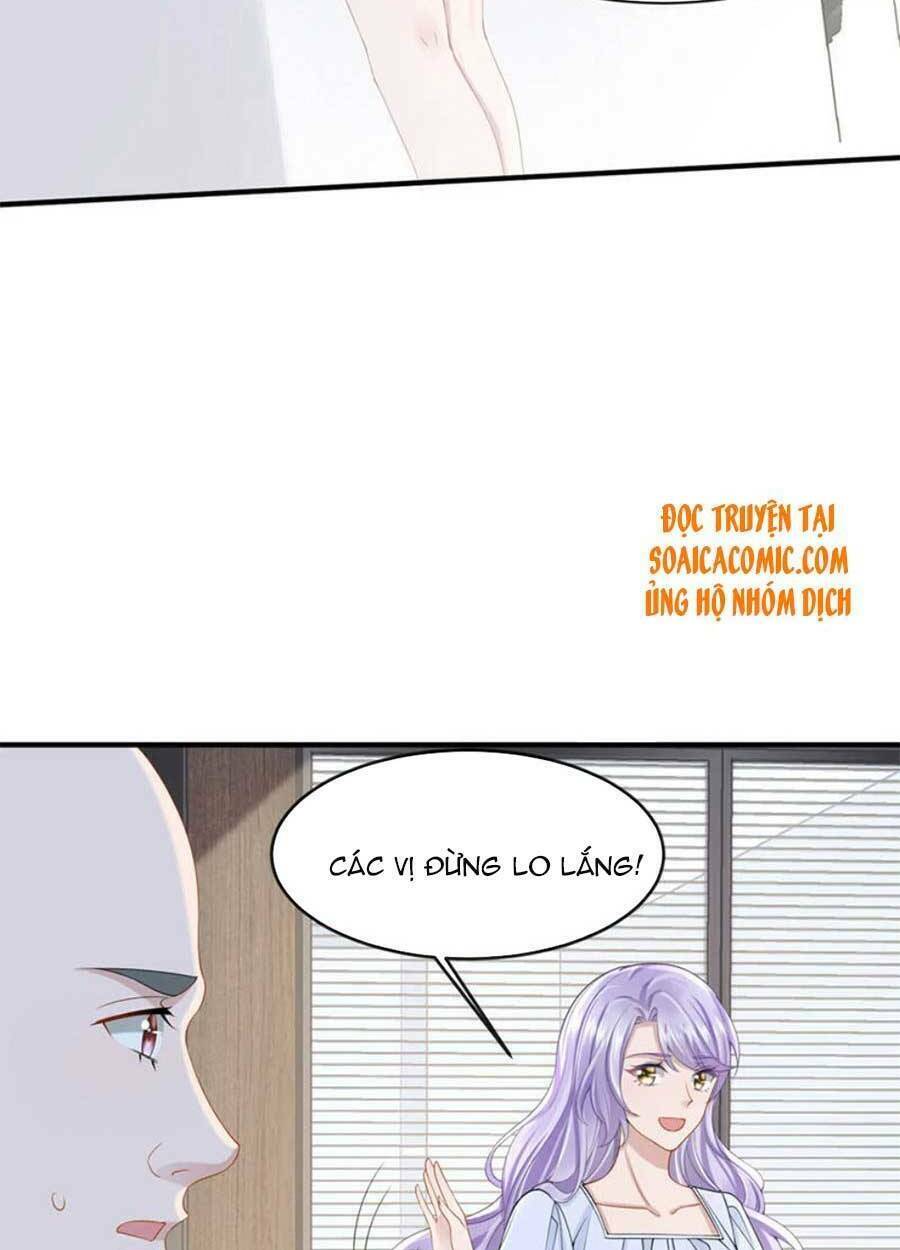 ĐỌC TRUYỆN TẠI
SOAICACOMIC.COM
ỦNG HỘ NHÓM DỊCH
CÁC VỊ ĐỪNG LO LẮNG!